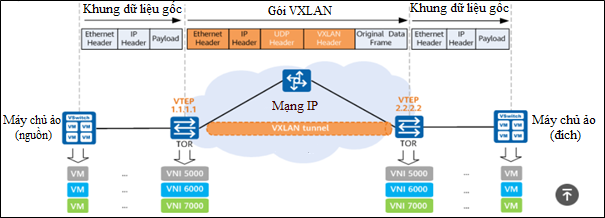 Khung dữ liệu gốc
Gói VXLAN
Khung dữ liệu gốc
Ethernet Header
IP Header
Payload
Ethernet Header
IP Header
UDP Header
VXLAN Header
Original Data Frame
Ethernet Header
IP Header
Payload
Máy chủ ảo
(nguồn)
VSwitch
VM VM
VM VM
VTEP
1.1.1.1
TOR
Mạng IP
VXLAN tunnel
VTEP
2.2.2.2
TOR
VSwitch
VM VM
VM VM
Máy chủ ảo
(đích)
VM ... VNI 5000
VM ... VNI 6000
VM ... VNI 7000
VNI 5000 ... VM
VNI 6000 ... VM
VNI 7000 ... VM